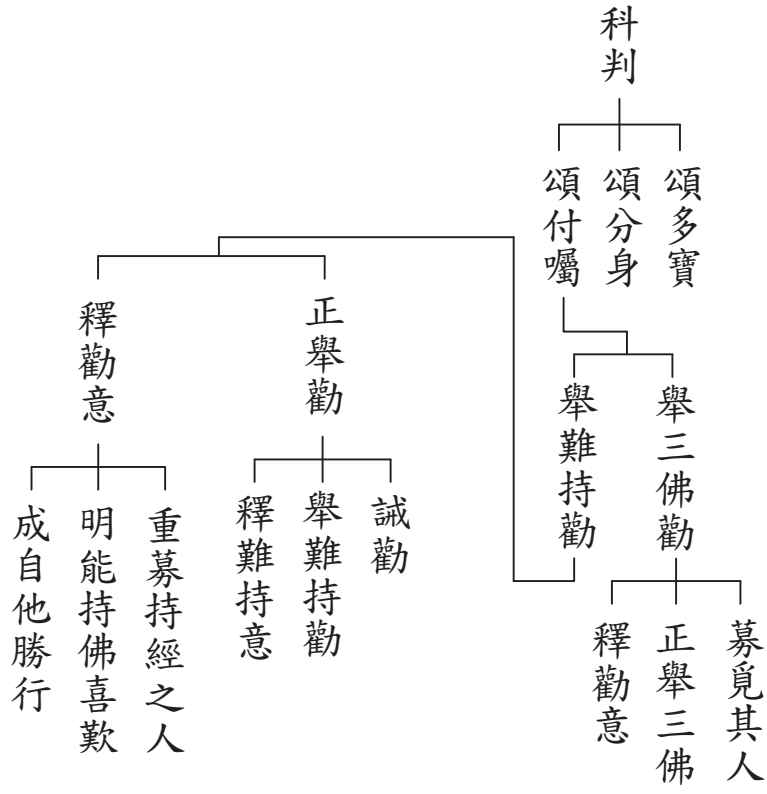 科判
頌多寶
頌分身
頌付囑
舉三佛勸
募覓其人
正舉三佛
釋勸意
舉難持勸
正舉勸
誡勸
舉難持勸
釋難持意
釋勸意
重募持經之人
明能持佛喜歎
成自他勝行